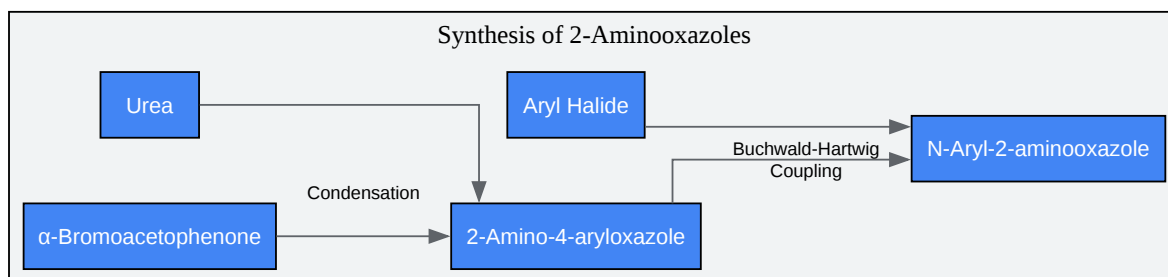 Synthesis of 2-Aminooxazoles
Urea
Aryl Halide
N-Aryl-2-aminooxazole
Buchwald-Hartwig
Coupling
Condensation
α-Bromoacetophenone
2-Amino-4-aryloxazole